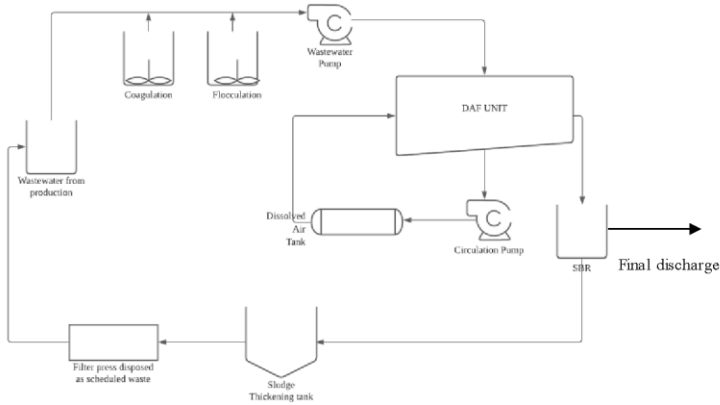 Wastewater
Pump
Coagulation
Flocculation
DAF UNIT
Wastewater from
production
Dissolved
Air
Tank
Circulation Pump
SBR
Final discharge
Filter press disposed
as scheduled waste
Sludge
Thickening tank